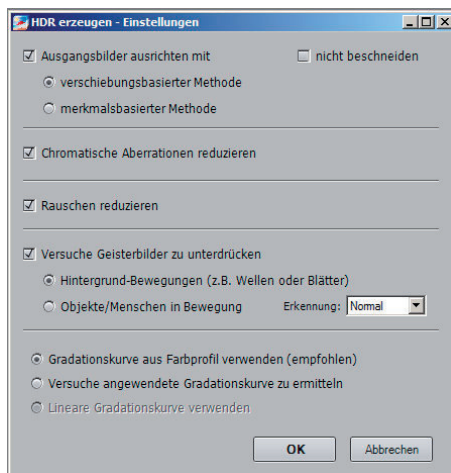 HDR erzeugen - Einstellungen
Ausgangsbilder ausrichten mit
nicht beschneiden
verschiebungsbasierter Methode
merkmalsbasierter Methode
Chromatische Aberrationen reduzieren
Rauschen reduzieren
Versuche Geisterbilder zu unterdrücken
Hintergrund-Bewegungen (z.B. Wellen oder Blätter)
Objekte/Menschen in Bewegung
Erkennung: Normal
Gradationskurve aus Farbprofil verwenden (empfohlen)
Versuche angewendete Gradationskurve zu ermitteln
Lineare Gradationskurve verwenden
OK
Abbrechen